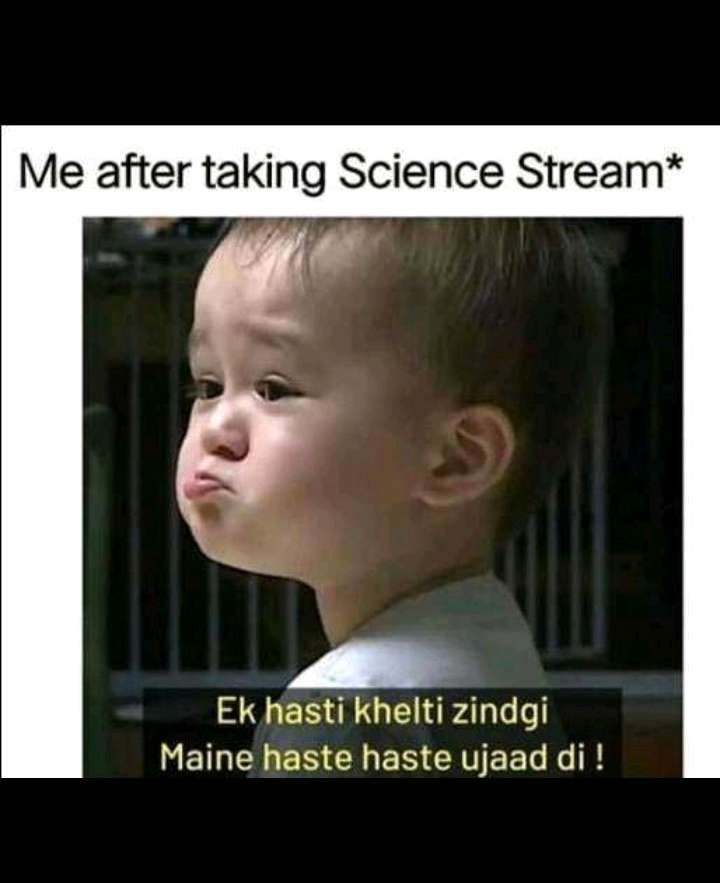 Me after taking Science Stream*
Ek hasti khelti zindgi
Maine haste haste ujaad di !